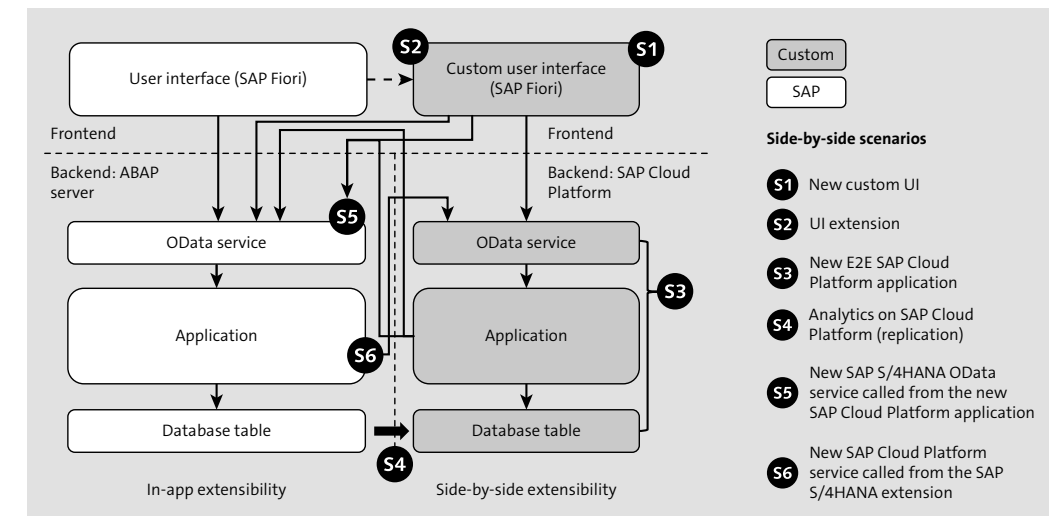 S2
S1
User interface (SAP Fiori)
Custom user interface
(SAP Fiori)
Frontend
Frontend
Backend: ABAP
server
Backend: SAP Cloud
Platform
S5
OData service
OData service
S3
Application
Application
S6
Database table
Database table
S4
In-app extensibility
Side-by-side extensibility
Custom
SAP
Side-by-side scenarios
S1 New custom UI
S2 UI extension
S3 New E2E SAP Cloud
Platform application
S4 Analytics on SAP Cloud
Platform (replication)
S5 New SAP S/4HANA OData
service called from the new
SAP Cloud Platform application
S6 New SAP Cloud Platform
service called from the SAP
S/4HANA extension